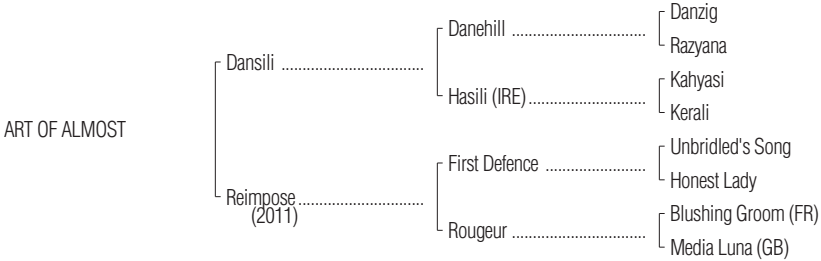 Danzig
Danehill ..................................
Razyana
Dansili ....................................
Kahyasi
Hasili (IRE) .............................
Kerali
ART OF ALMOST
Unbridled's Song
First Defence .........................
Honest Lady
Reimpose ...............................
(2011)
Blushing Groom (FR)
Rougeur ..................................
Media Luna (GB)